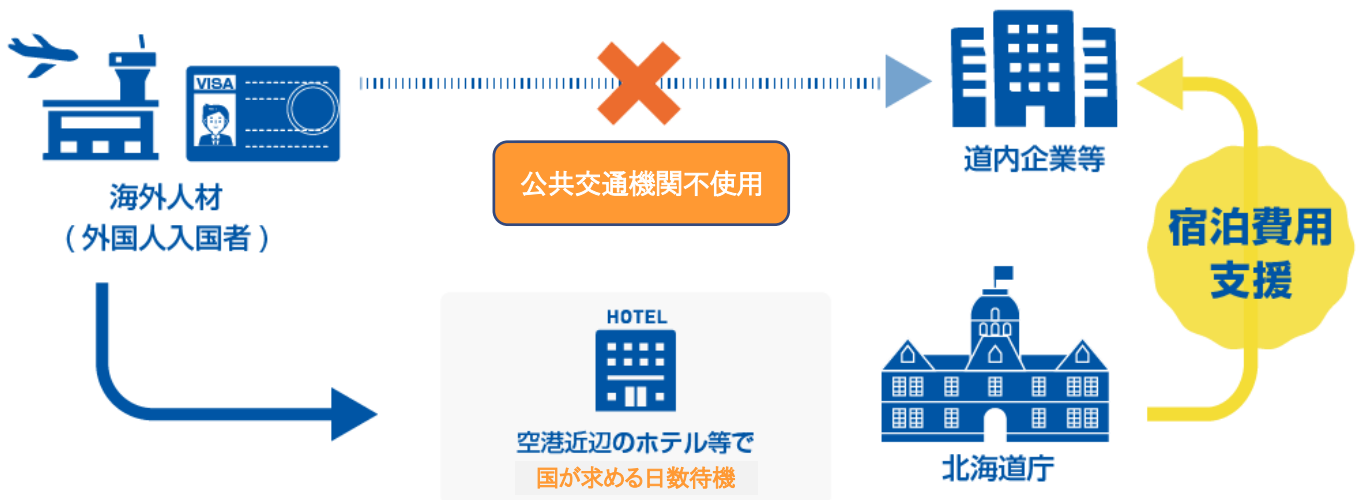 VISA
海外人材
(外国人入国者)
公共交通機関不使用
道内企業等
宿泊費用
支援
HOTEL
空港近辺のホテル等で
国が求める日数待機
北海道庁